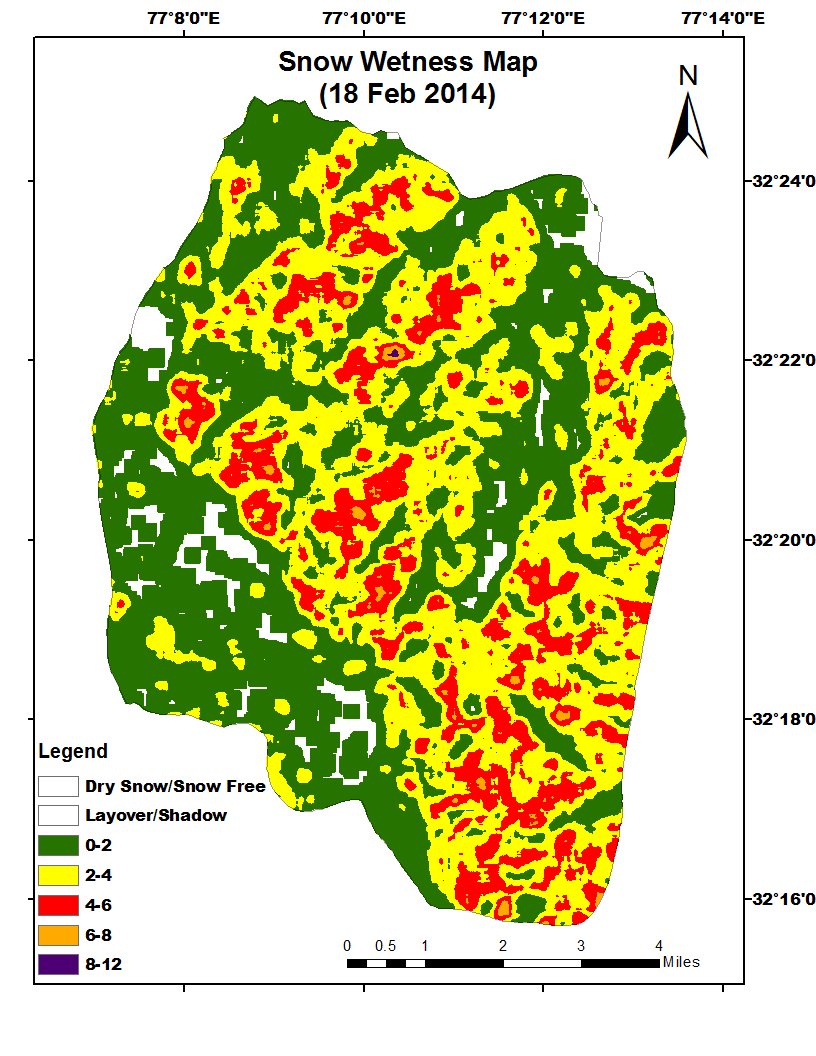 77°8'0"E 77°10'0"E 77°12'0"E 77°14'0"E
Snow Wetness Map
(18 Feb 2014)
N
32°24'0
32°22'0
32°20'0
32°18'0
32°16'0
Legend
Dry Snow/Snow Free
Layover/Shadow
0-2
2-4
4-6
6-8
8-12
0 0.5 1 2 3 4
Miles